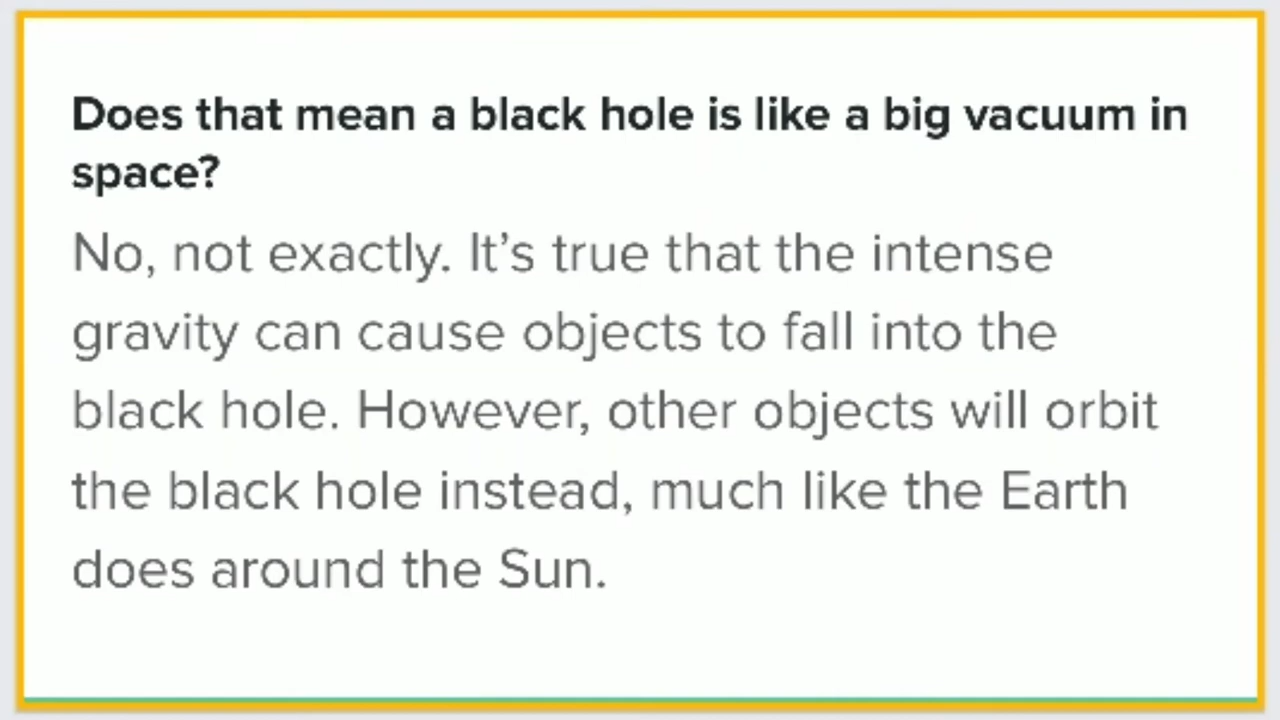 Does that mean a black hole is like a big vacuum in
space?
No, not exactly. It’s true that the intense
gravity can cause objects to fall into the
black hole. However, other objects will orbit
the black hole instead, much like the Earth
does around the Sun.